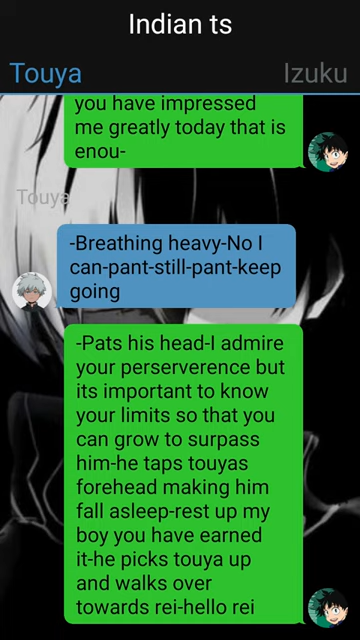 Indian ts
Touya
Izuku
you have impressed
me greatly today that is
enou-
Touya
-Breathing heavy-No I
can-pant-still-pant-keep
going
-Pats his head-I admire
your perserverence but
its important to know
your limits so that you
can grow to surpass
him-he taps touyas
forehead making him
fall asleep-rest up my
boy you have earned
it-he picks touya up
and walks over
towards rei-hello rei